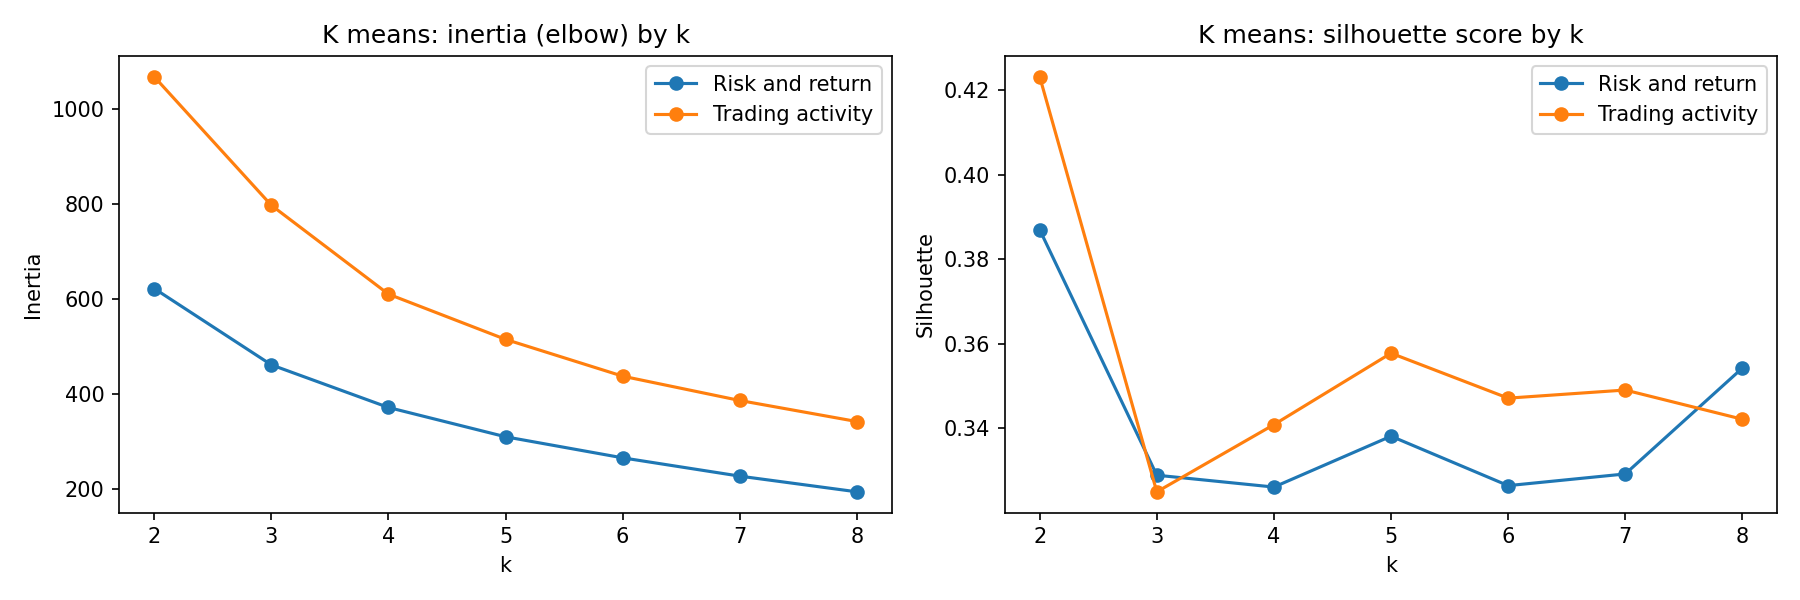 K means: inertia (elbow) by k
Inertia
1000
800
600
400
200
2 3 4 5 6 7 8
k
Risk and return
Trading activity
K means: silhouette score by k
Silhouette
0.42
0.40
0.38
0.36
0.34
2 3 4 5 6 7 8
k
Risk and return
Trading activity